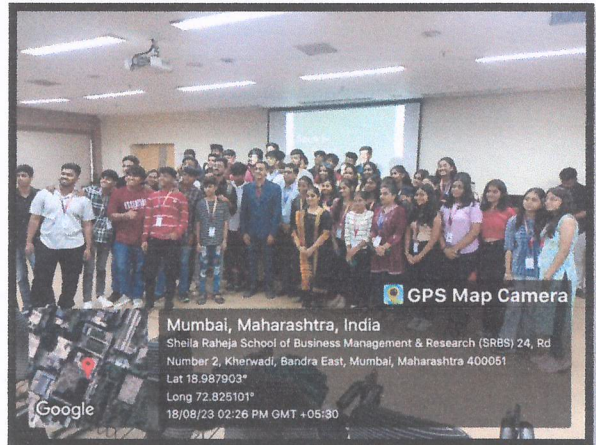 GPS Map Camera
Mumbai, Maharashtra, India
Sheila Raheja School of Business Management & Research (SRBS) 24, Rd
Number 2, Kherwadi, Bandra East, Mumbai, Maharashtra 400051
Lat 18.987903°
Long 72.825101°
18/08/23 02:26 PM GMT +05:30
Google